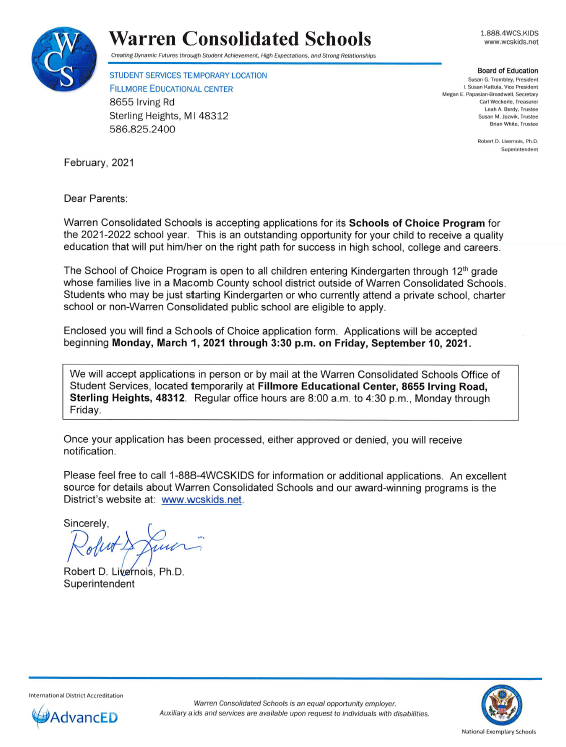 WCS
Warren Consolidated Schools
Creating Dynamic Futures through Student Achievement, High Expectations, and Strong Relationships
1.888.4WCS.KIDS
www.wcskids.net
STUDENT SERVICES TEMPORARY LOCATION
FILLMORE EDUCATIONAL CENTER
8655 Irving Rd
Sterling Heights, MI 48312
586.825.2400
Board of Education
Susan G. Trombley, President
I. Susan Kattula, Vice President
Megan E. Papasian-Broadwell, Secretary
Carl Weckerle, Treasurer
Leah A. Berdy, Trustee
Susan M. Jozwik, Trustee
Brian White, Trustee
Robert D. Livernois, Ph.D.
Superintendent
February, 2021
Dear Parents:
Warren Consolidated Schools is accepting applications for its Schools of Choice Program for
the 2021-2022 school year. This is an outstanding opportunity for your child to receive a quality
education that will put him/her on the right path for success in high school, college and careers.
The School of Choice Program is open to all children entering Kindergarten through 12th grade
whose families live in a Macomb County school district outside of Warren Consolidated Schools.
Students who may be just starting Kindergarten or who currently attend a private school, charter
school or non-Warren Consolidated public school are eligible to apply.
Enclosed you will find a Schools of Choice application form. Applications will be accepted
beginning Monday, March 1, 2021 through 3:30 p.m. on Friday, September 10, 2021.
We will accept applications in person or by mail at the Warren Consolidated Schools Office of
Student Services, located temporarily at Fillmore Educational Center, 8655 Irving Road,
Sterling Heights, 48312. Regular office hours are 8:00 a.m. to 4:30 p.m., Monday through
Friday.
Once your application has been processed, either approved or denied, you will receive
notification.
Please feel free to call 1-888-4WCSKIDS for information or additional applications. An excellent
source for details about Warren Consolidated Schools and our award-winning programs is the
District's website at: www.wcskids.net.
Sincerely,
Robert D. Livernois, Ph.D.
Superintendent
International District Accreditation
AdvancED
Warren Consolidated Schools is an equal opportunity employer.
Auxiliary aids and services are available upon request to individuals with disabilities.
National Exemplary Schools